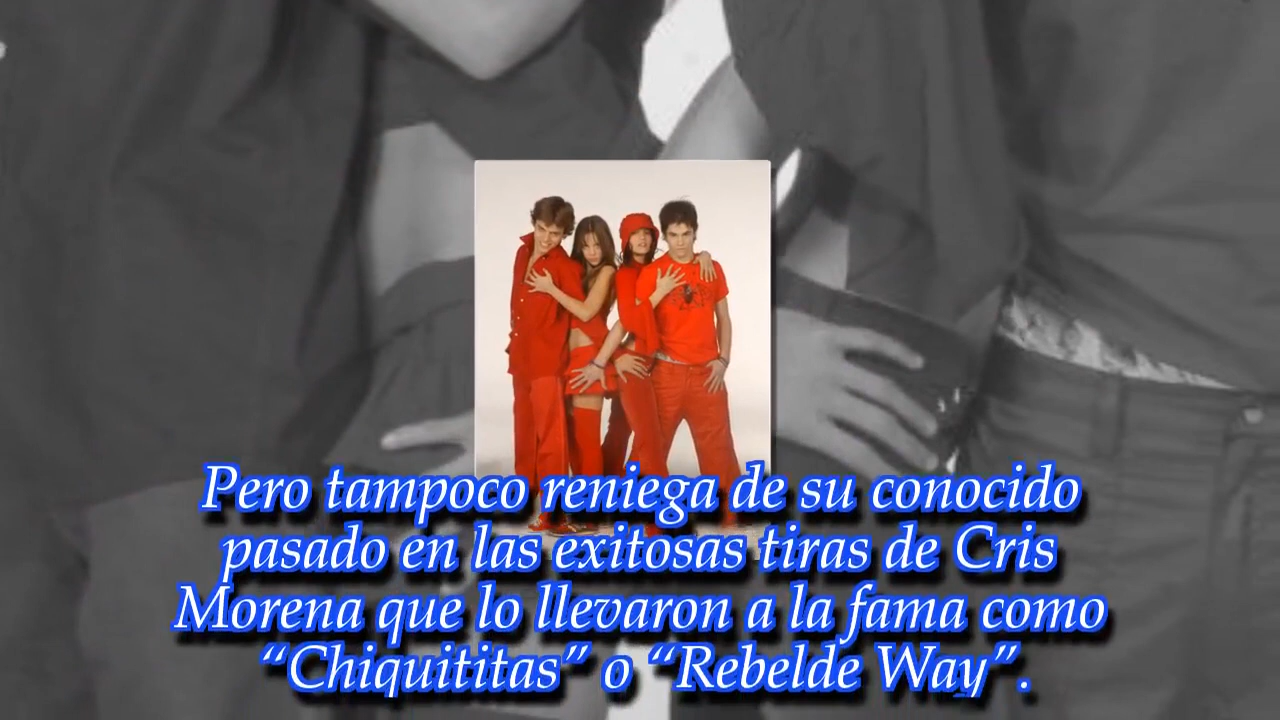 Pero tampoco reniega de su conocido
pasado en las exitosas tiras de Cris
Morena que lo llevaron a la fama como
“Chiquititas” o “Rebelde Way”.